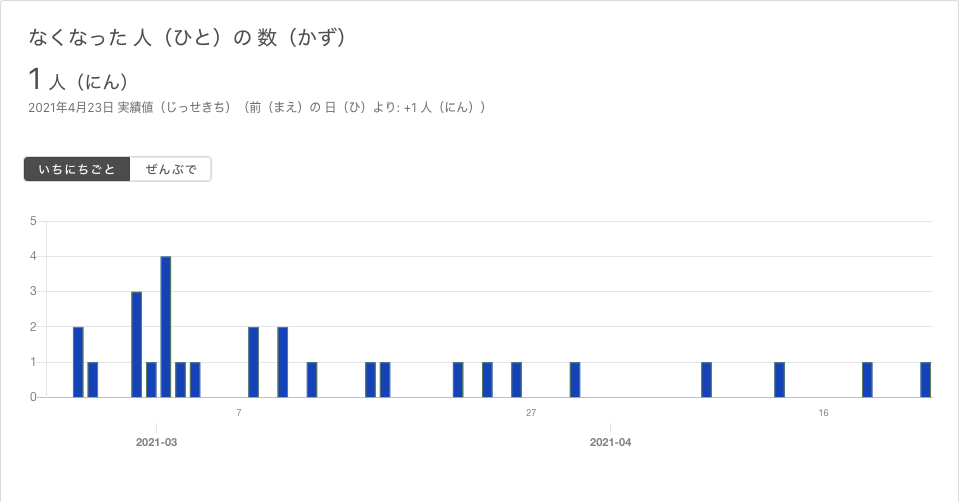 なくなった 人（ひと）の 数（かず）
1 人（にん）
2021年4月23日 実績値（じっせきち）（前（まえ）の 日（ひ）より: +1 人（にん））
いちにちごと ぜんぶで
5
4
3
2
1
0
7 27 16
2021-03 2021-04